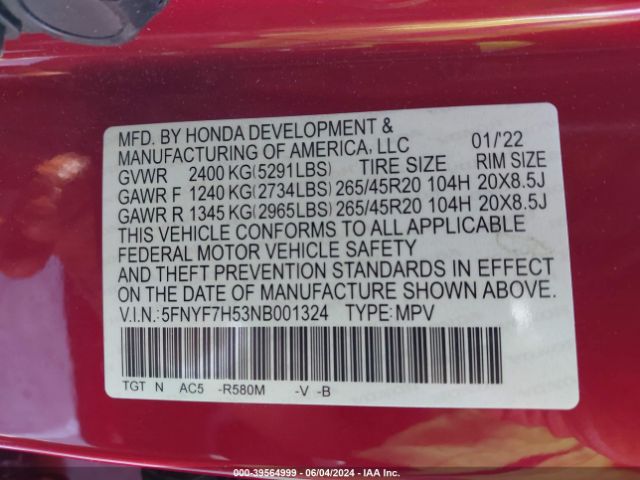 MFD. BY HONDA DEVELOPMENT &
MANUFACTURING OF AMERICA, LLC 01/'22
GVWR 2400 KG(5291LBS) TIRE SIZE RIM SIZE
GAWR F 1240 KG(2734LBS) 265/45R20 104H 20X8.5J
GAWR R 1345 KG(2965LBS) 265/45R20 104H 20X8.5J
THIS VEHICLE CONFORMS TO ALL APPLICABLE
FEDERAL MOTOR VEHICLE SAFETY
AND THEFT PREVENTION STANDARDS IN EFFECT
ON THE DATE OF MANUFACTURE SHOWN ABOVE.
V.I.N.:5FNYF7H53NB001324 TYPE:MPV
TGT N AC5 -R580M -V -B
000-39564999 - 06/04/2024 - IAA Inc.